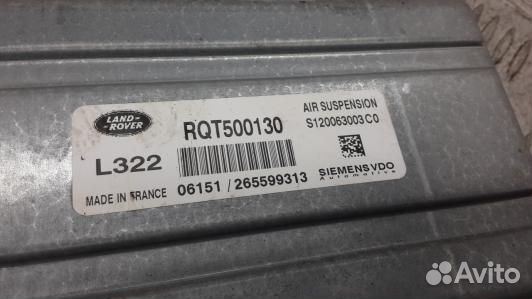 LAND-
ROVER
RQT500130
AIR SUSPENSION
S120063003C0
L322
MADE IN FRANCE
06151 / 265599313
SIEMENS VDO
Automotive
Avito